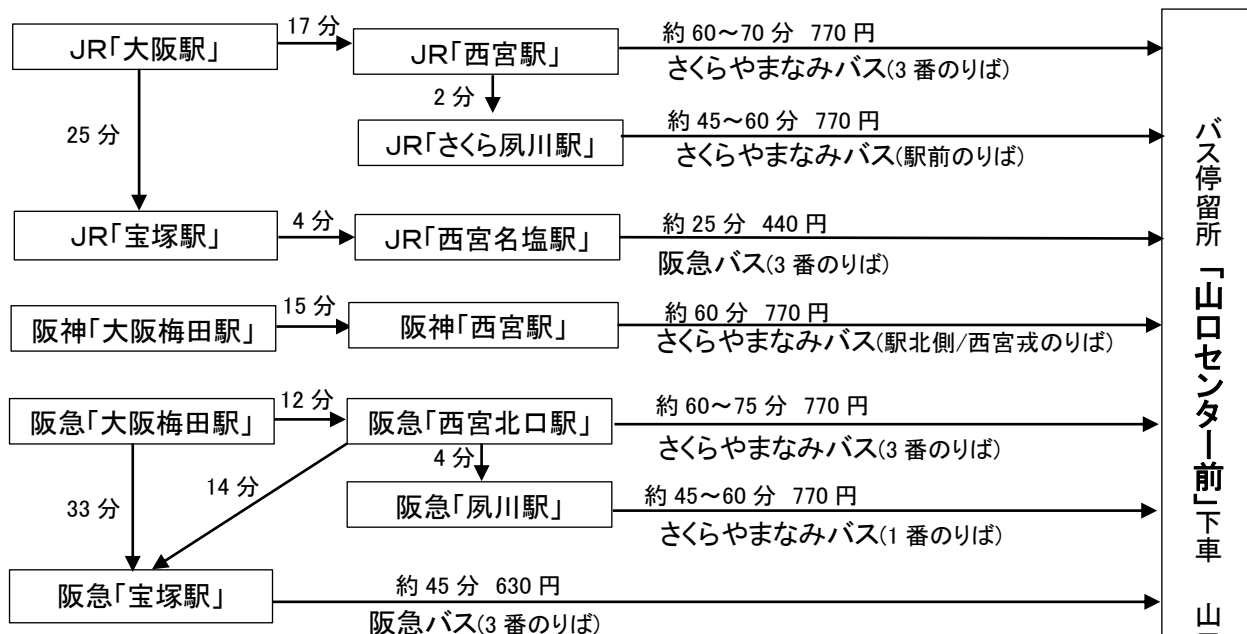 JR「大阪駅」
17 分
JR「西宮駅」
約 60~70 分 770 円
さくらやまなみバス(3 番のりば)
2 分
25 分
JR「さくら夙川駅」
約 45~60 分 770 円
さくらやまなみバス(駅前のりば)
JR「宝塚駅」
4 分
JR「西宮名塩駅」
約 25 分 440 円
阪急バス(3 番のりば)
阪神「大阪梅田駅」
15 分
阪神「西宮駅」
約 60 分 770 円
さくらやまなみバス(駅北側/西宮戎のりば)
阪急「大阪梅田駅」
12 分
阪急「西宮北口駅」
約 60~75 分 770 円
さくらやまなみバス(3 番のりば)
4 分
14 分
33 分
阪急「夙川駅」
約 45~60 分 770 円
さくらやまなみバス(1 番のりば)
阪急「宝塚駅」
約 45 分 630 円
阪急バス(3 番のりば)
バス停留所「山口センター前」下車 山